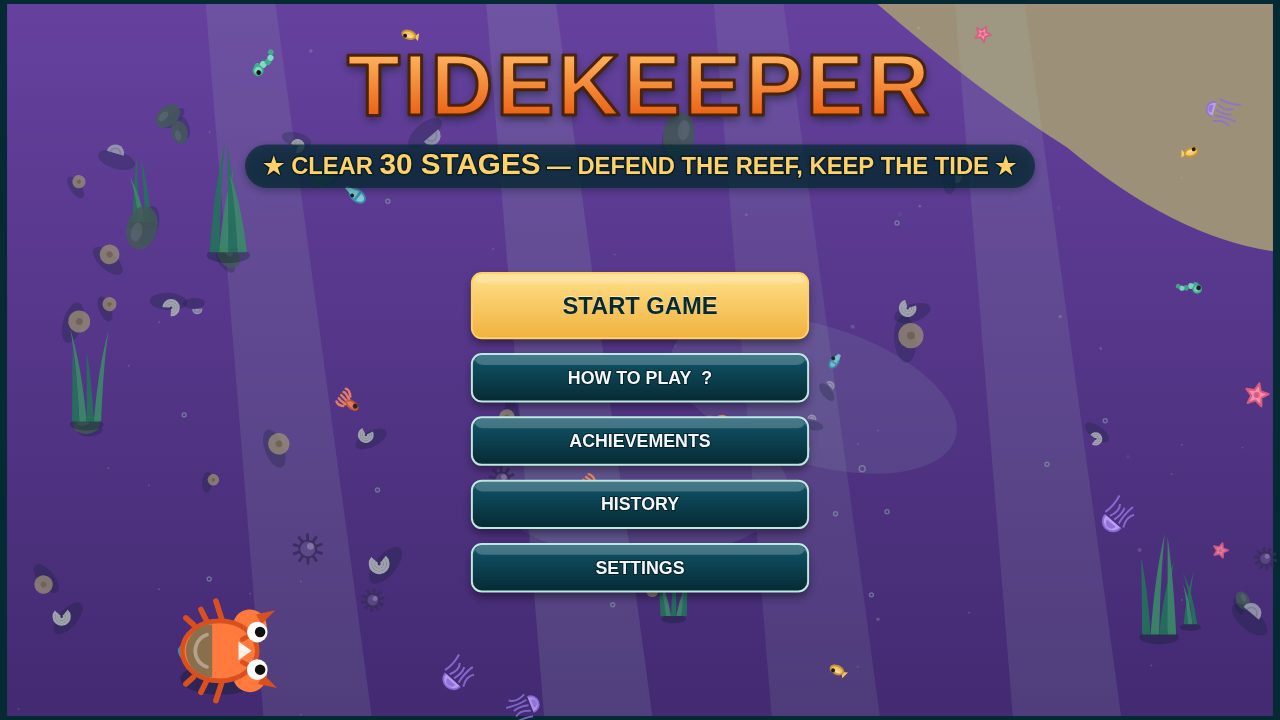 TIDEKEEPER
★ CLEAR 30 STAGES — DEFEND THE REEF, KEEP THE TIDE ★
START GAME
HOW TO PLAY ?
ACHIEVEMENTS
HISTORY
SETTINGS